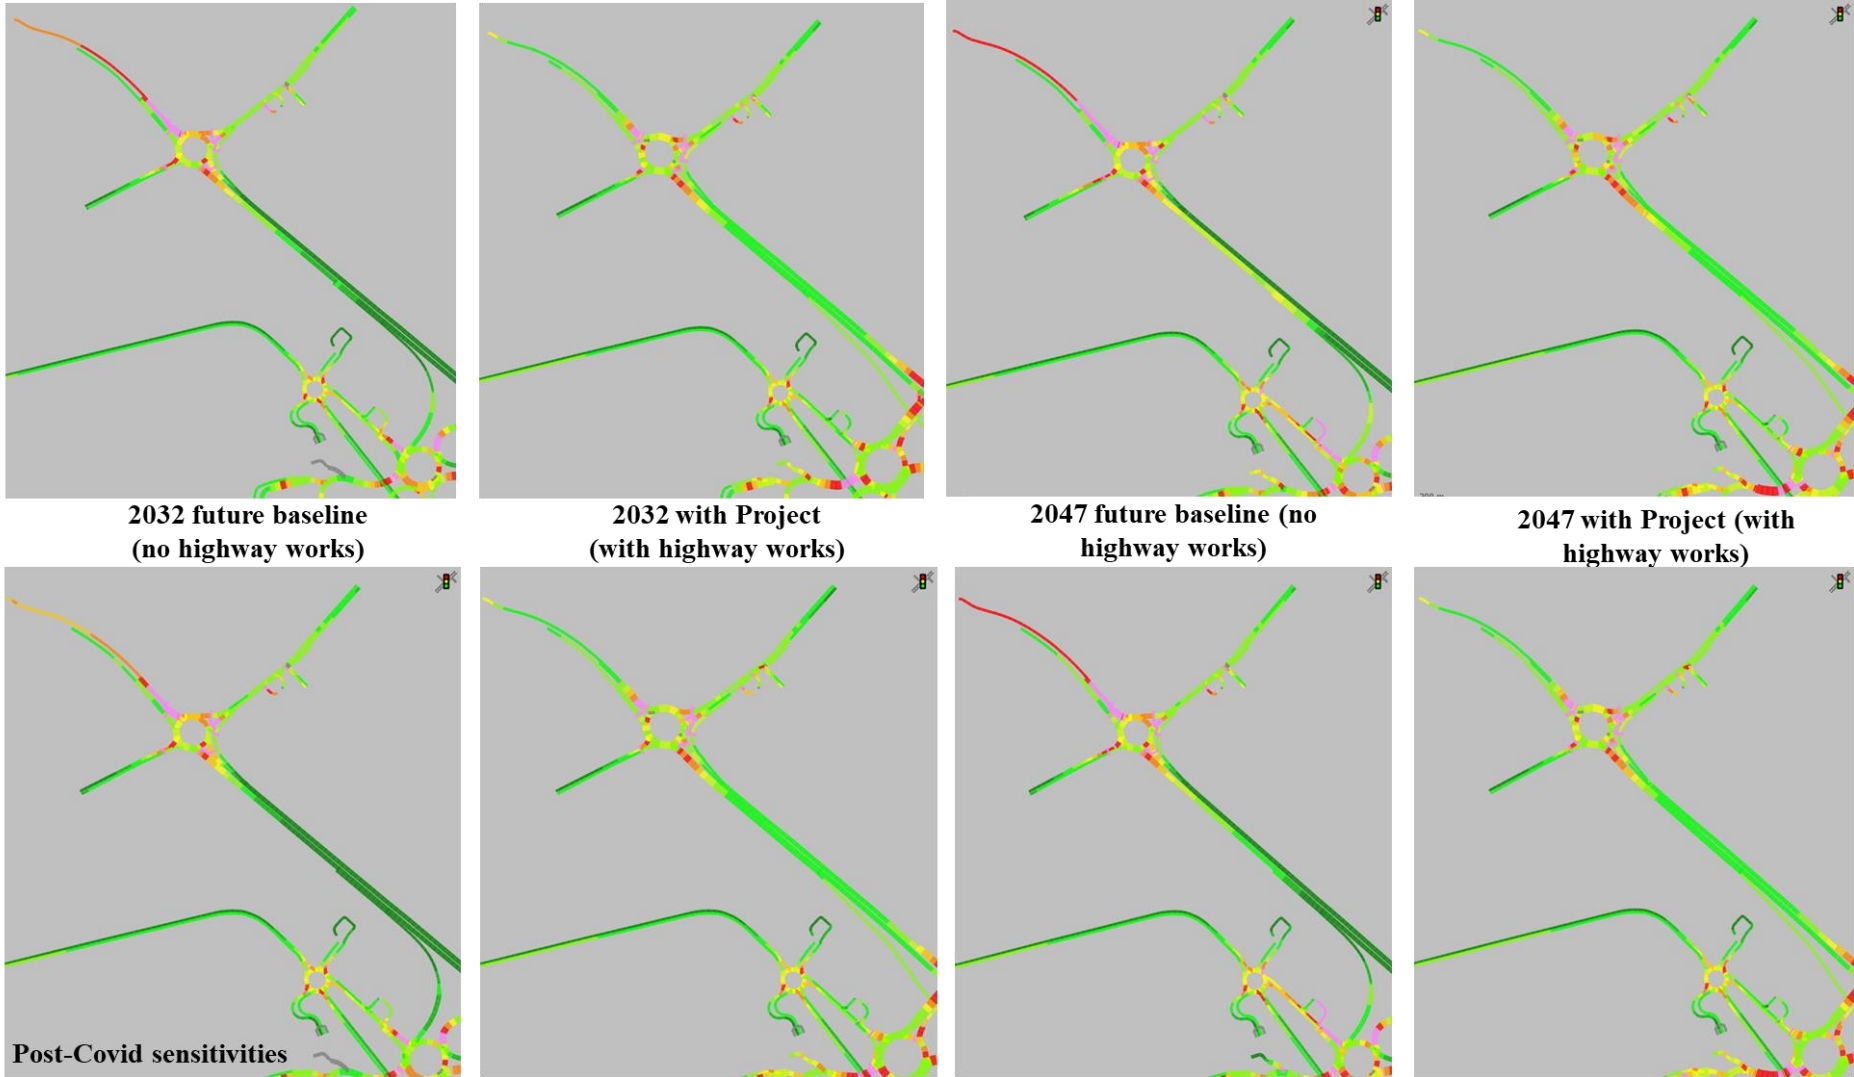 2032 future baseline
(no highway works)
2032 with Project
(with highway works)
2047 future baseline (no
highway works)
2047 with Project (with
highway works)
Post-Covid sensitivities